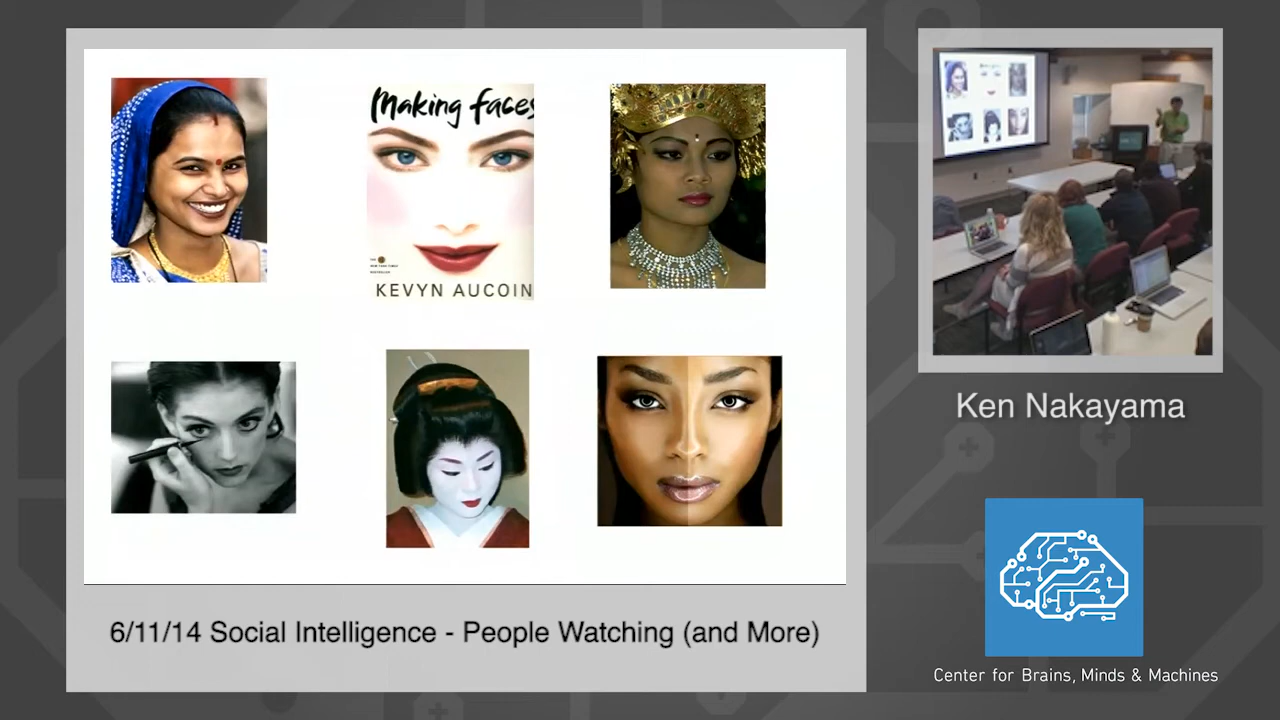 Making faces
KEVYN AUCOIN
6/11/14 Social Intelligence - People Watching (and More)
Ken Nakayama
Center for Brains, Minds & Machines